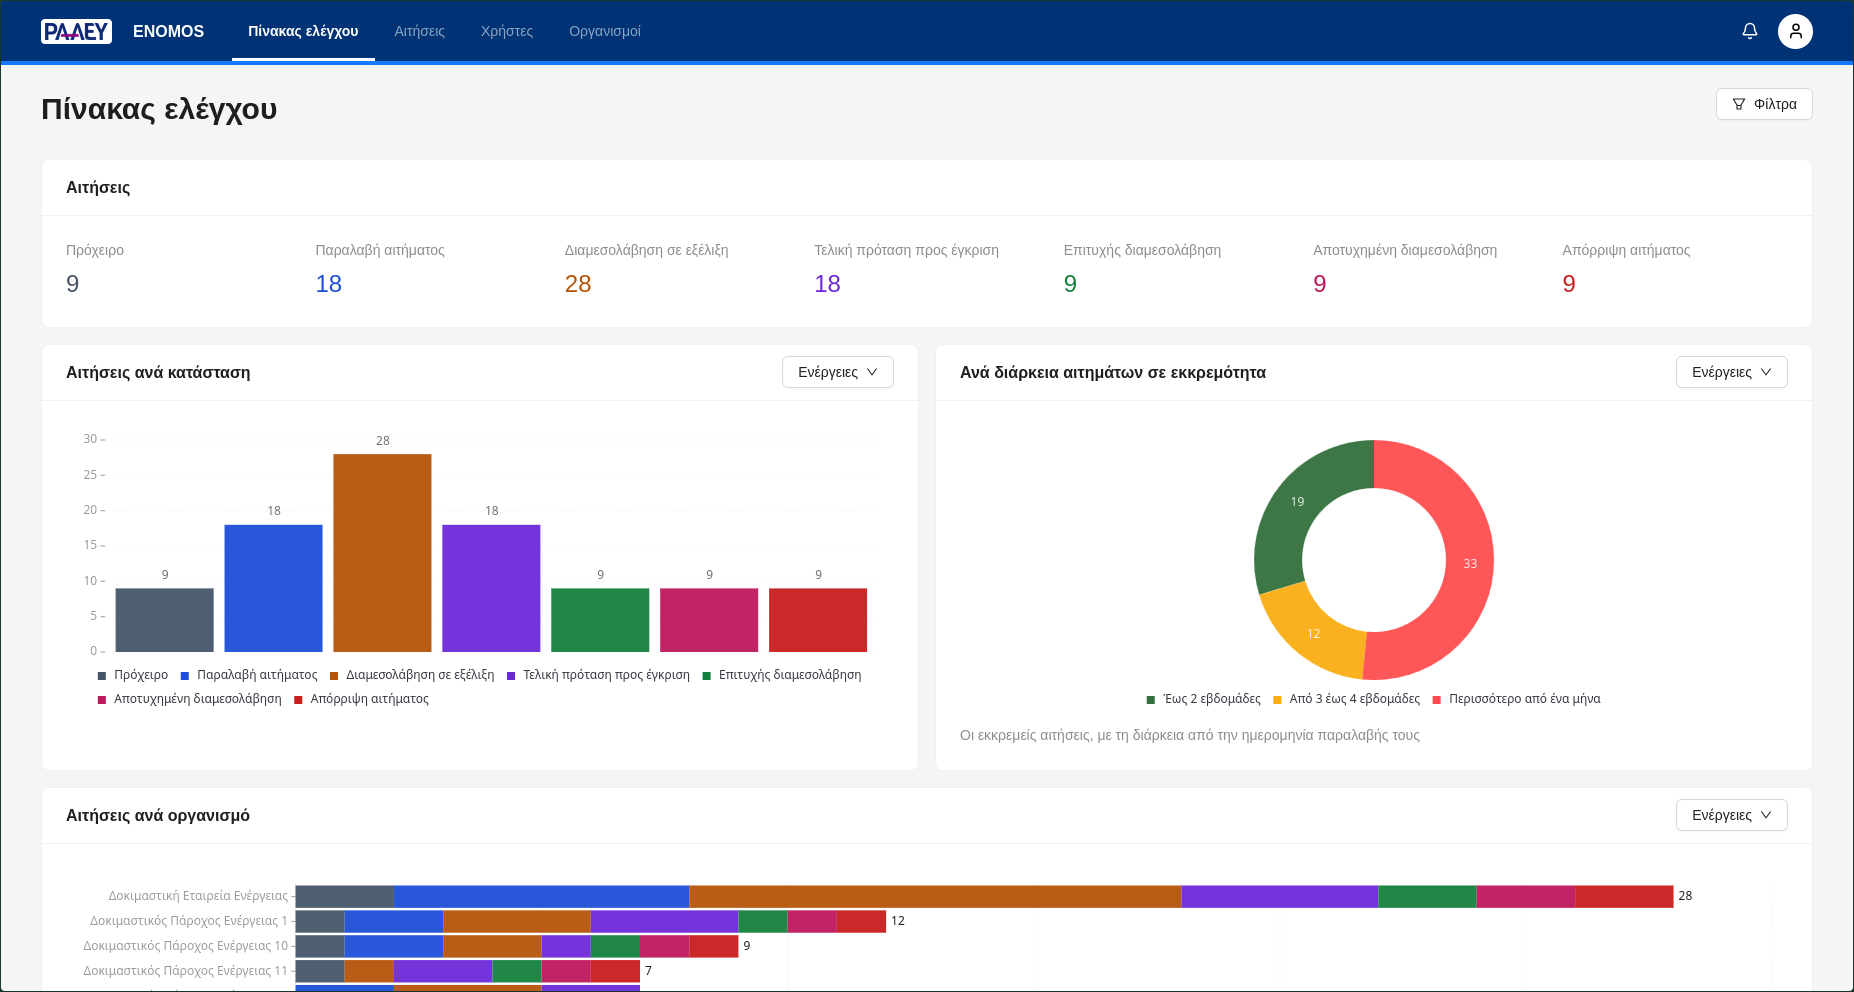 ΡΑΑΕΥ ENOMOS Πίνακας ελέγχου Αιτήσεις Χρήστες Οργανισμοί
Πίνακας ελέγχου
Φίλτρα
Αιτήσεις
Πρόχειρο Παραλαβή αιτήματος Διαμεσολάβηση σε εξέλιξη Τελική πρόταση προς έγκριση Επιτυχής διαμεσολάβηση Αποτυχημένη διαμεσολάβηση Απόρριψη αιτήματος
9 18 28 18 9 9 9
Αιτήσεις ανά κατάσταση
Ενέργειες
30
25
20
15
10
5
0
9 18 28 18 9 9 9
Πρόχειρο Παραλαβή αιτήματος Διαμεσολάβηση σε εξέλιξη Τελική πρόταση προς έγκριση Επιτυχής διαμεσολάβηση
Αποτυχημένη διαμεσολάβηση Απόρριψη αιτήματος
Ανά διάρκεια αιτημάτων σε εκκρεμότητα
Ενέργειες
19
33
12
Έως 2 εβδομάδες Από 3 έως 4 εβδομάδες Περισσότερο από ένα μήνα
Οι εκκρεμείς αιτήσεις, με τη διάρκεια από την ημερομηνία παραλαβής τους
Αιτήσεις ανά οργανισμό
Ενέργειες
Δοκιμαστική Εταιρεία Ενέργειας 28
Δοκιμαστικός Πάροχος Ενέργειας 1 12
Δοκιμαστικός Πάροχος Ενέργειας 10 9
Δοκιμαστικός Πάροχος Ενέργειας 11 7